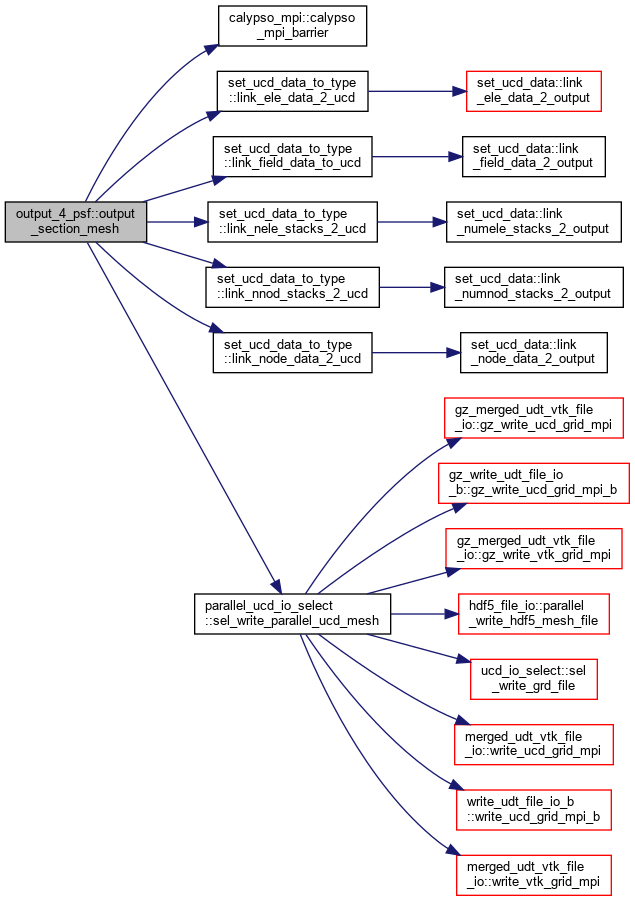 calypso_mpi::calypso
_mpi_barrier
set_ucd_data_to_type
::link_ele_data_2_ucd
set_ucd_data::link
_ele_data_2_output
set_ucd_data_to_type
::link_field_data_to_ucd
set_ucd_data::link
_field_data_2_output
output_4_psf::output
_section_mesh
set_ucd_data_to_type
::link_nele_stacks_2_ucd
set_ucd_data::link
_numele_stacks_2_output
set_ucd_data_to_type
::link_nnod_stacks_2_ucd
set_ucd_data::link
_numnod_stacks_2_output
set_ucd_data_to_type
::link_node_data_2_ucd
set_ucd_data::link
_node_data_2_output
gz_merged_udt_vtk_file
_io::gz_write_ucd_grid_mpi
gz_write_udt_file_io
_b::gz_write_ucd_grid_mpi_b
gz_merged_udt_vtk_file
_io::gz_write_vtk_grid_mpi
parallel_ucd_io_select
::sel_write_parallel_ucd_mesh
hdf5_file_io::parallel
_write_hdf5_mesh_file
ucd_io_select::sel
_write_grd_file
merged_udt_vtk_file
_io::write_ucd_grid_mpi
write_udt_file_io_b
::write_ucd_grid_mpi_b
merged_udt_vtk_file
_io::write_vtk_grid_mpi